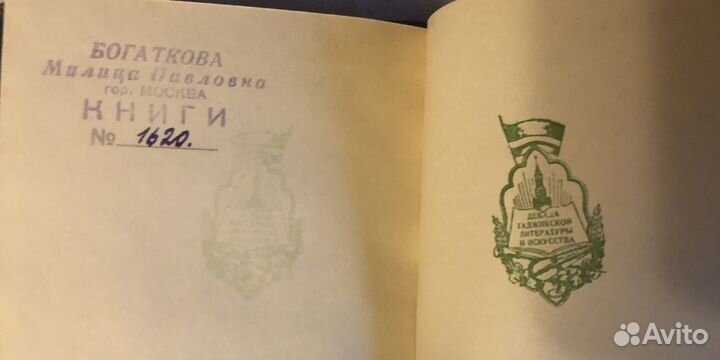 БОГАТКОВА
Милица Павловна
гор. МОСКВА
КНИГИ
№ 1620.
ДЕКАДА
ТАДЖИКСКОЙ
ЛИТЕРАТУРЫ
И ИСКУССТВА
Avito